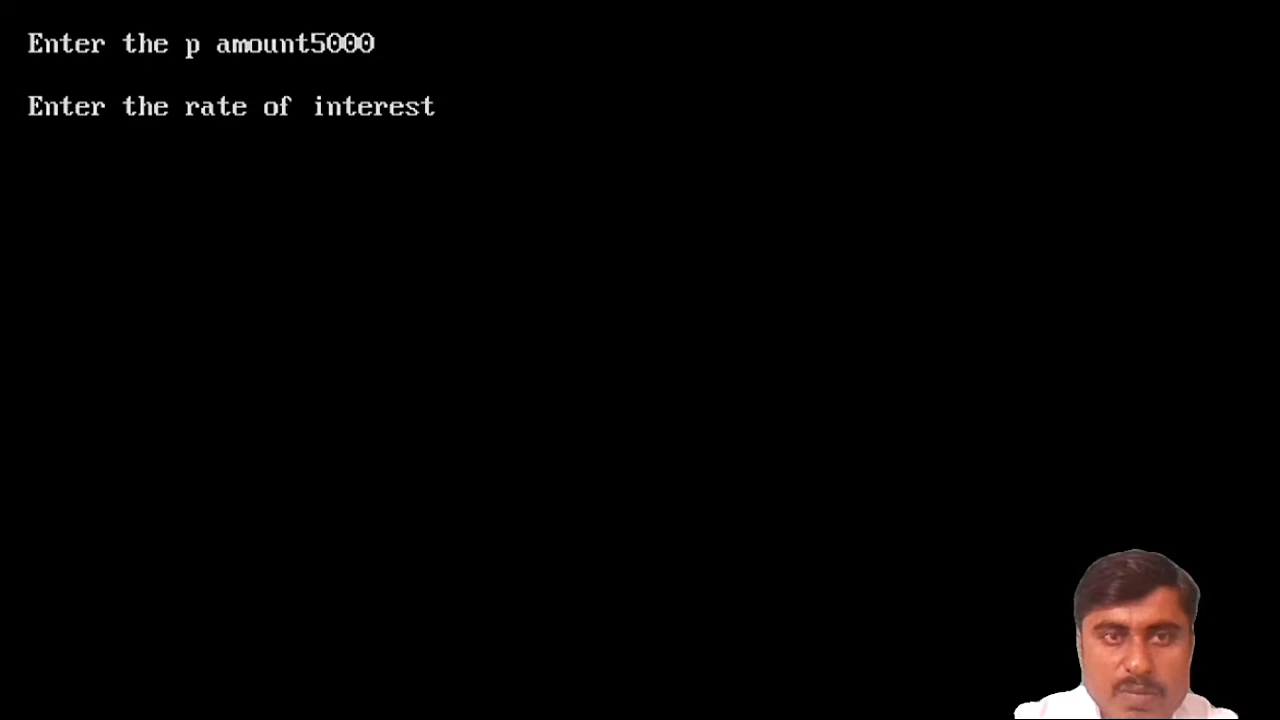 Enter the p amount5000
Enter the rate of interest